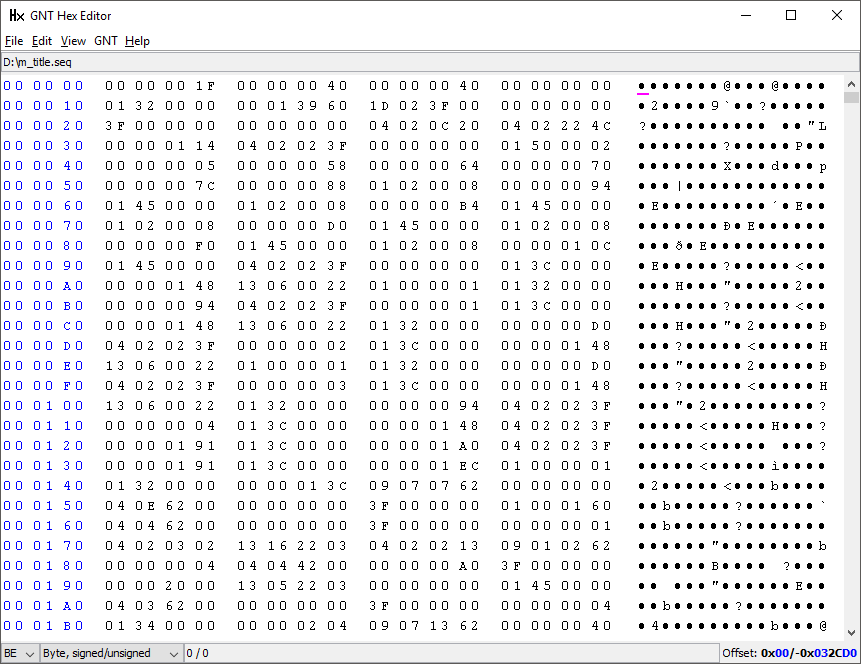 GNT Hex Editor
File Edit View GNT Help
D:\m_title.seq
00 00 00 00 00 00 1F 00 00 00 40 00 00 00 40 00 00 00 00 ●●●●●●●@●●●@●●●●
00 00 10 01 32 00 00 00 01 39 60 1D 02 3F 00 00 00 00 00 ●2●●●●9`●●?●●●●●
00 00 20 3F 00 00 00 00 00 00 00 04 02 0C 20 04 02 22 4C ?●●●●●●●●●● ●●"L
00 00 30 00 00 01 14 04 02 02 3F 00 00 00 00 01 50 00 02 ●●●●●●●?●●●●●P●●
00 00 40 00 00 00 05 00 00 00 58 00 00 00 64 00 00 00 70 ●●●●●●●X●●●d●●●p
00 00 50 00 00 00 7C 00 00 00 88 01 02 00 08 00 00 00 94 ●●●|●●●●●●●●●●●●
00 00 60 01 45 00 00 01 02 00 08 00 00 00 B4 01 45 00 00 ●E●●●●●●●●●´●E●●
00 00 70 01 02 00 08 00 00 00 D0 01 45 00 00 01 02 00 08 ●●●●●●●Ð●E●●●●●●
00 00 80 00 00 00 F0 01 45 00 00 01 02 00 08 00 00 01 0C ●●●ð●E●●●●●●●●●●
00 00 90 01 45 00 00 04 02 02 3F 00 00 00 00 01 3C 00 00 ●E●●●●●?●●●●●<●●
00 00 A0 00 00 01 48 13 06 00 22 01 00 00 01 01 32 00 00 ●●●H●●●"●●●●●2●●
00 00 B0 00 00 00 94 04 02 02 3F 00 00 00 01 01 3C 00 00 ●●●●●●●?●●●●●<●●
00 00 C0 00 00 01 48 13 06 00 22 01 32 00 00 00 00 00 D0 ●●●H●●●"●2●●●●●Ð
00 00 D0 04 02 02 3F 00 00 00 02 01 3C 00 00 00 00 01 48 ●●●?●●●●●<●●●●●H
00 00 E0 13 06 00 22 01 00 00 01 01 32 00 00 00 00 00 D0 ●●●"●●●●●2●●●●●Ð
00 00 F0 04 02 02 3F 00 00 00 03 01 3C 00 00 00 00 01 48 ●●●?●●●●●<●●●●●H
00 01 00 13 06 00 22 01 32 00 00 00 00 00 94 04 02 02 3F ●●●"●2●●●●●●●●●?
00 01 10 00 00 00 04 01 3C 00 00 00 00 01 48 04 02 02 3F ●●●●●<●●●●●H●●●?
00 01 20 00 00 01 91 01 3C 00 00 00 00 01 A0 04 02 02 3F ●●●●●<●●●●● ●●●?
00 01 30 00 00 01 91 01 3C 00 00 00 00 01 EC 01 00 00 01 ●●●●●<●●●●●ì●●●●
00 01 40 01 32 00 00 00 00 01 3C 09 07 07 62 00 00 00 00 ●2●●●●●<●●●b●●●●
00 01 50 04 0E 62 00 00 00 00 00 3F 00 00 00 01 00 01 60 ●●b●●●●●?●●●●●●`
00 01 60 04 04 62 00 00 00 00 00 3F 00 00 00 00 00 00 01 ●●b●●●●●?●●●●●●●
00 01 70 04 02 03 02 13 16 22 03 04 02 02 13 09 01 02 62 ●●●●●●"●●●●●●●●b
00 01 80 00 00 00 04 04 04 42 00 00 00 00 A0 3F 00 00 00 ●●●●●●B●●●● ?●●●
00 01 90 00 00 20 00 13 05 22 03 00 00 00 00 01 45 00 00 ●● ●●●"●●●●●●E●●
00 01 A0 04 03 62 00 00 00 00 00 3F 00 00 00 00 00 00 04 ●●b●●●●●?●●●●●●●
00 01 B0 01 34 00 00 00 00 02 04 09 07 13 62 00 00 00 40 ●4●●●●●●●●●b●●●@
BE Byte, signed/unsigned 0 / 0 Offset: 0x00/-0x032CD0